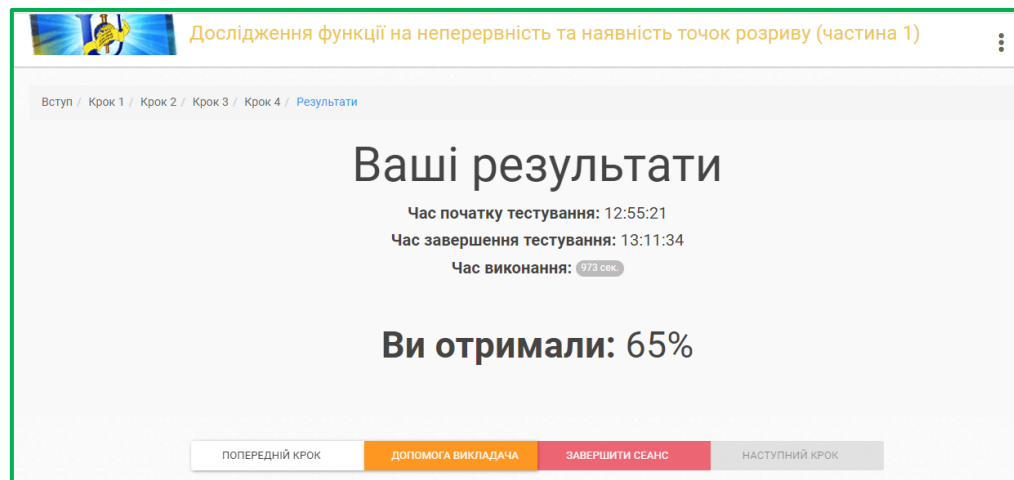 Дослідження функції на неперервність та наявність точок розриву (частина 1)
Вступ / Крок 1 / Крок 2 / Крок 3 / Крок 4 / Результати
Ваші результати
Час початку тестування: 12:55:21
Час завершення тестування: 13:11:34
Час виконання: 973 сек.
Ви отримали: 65%
ПОПЕРЕДНІЙ КРОК ДОПОМОГА ВИКЛАДАЧА ЗАВЕРШИТИ СЕАНС НАСТУПНИЙ КРОК